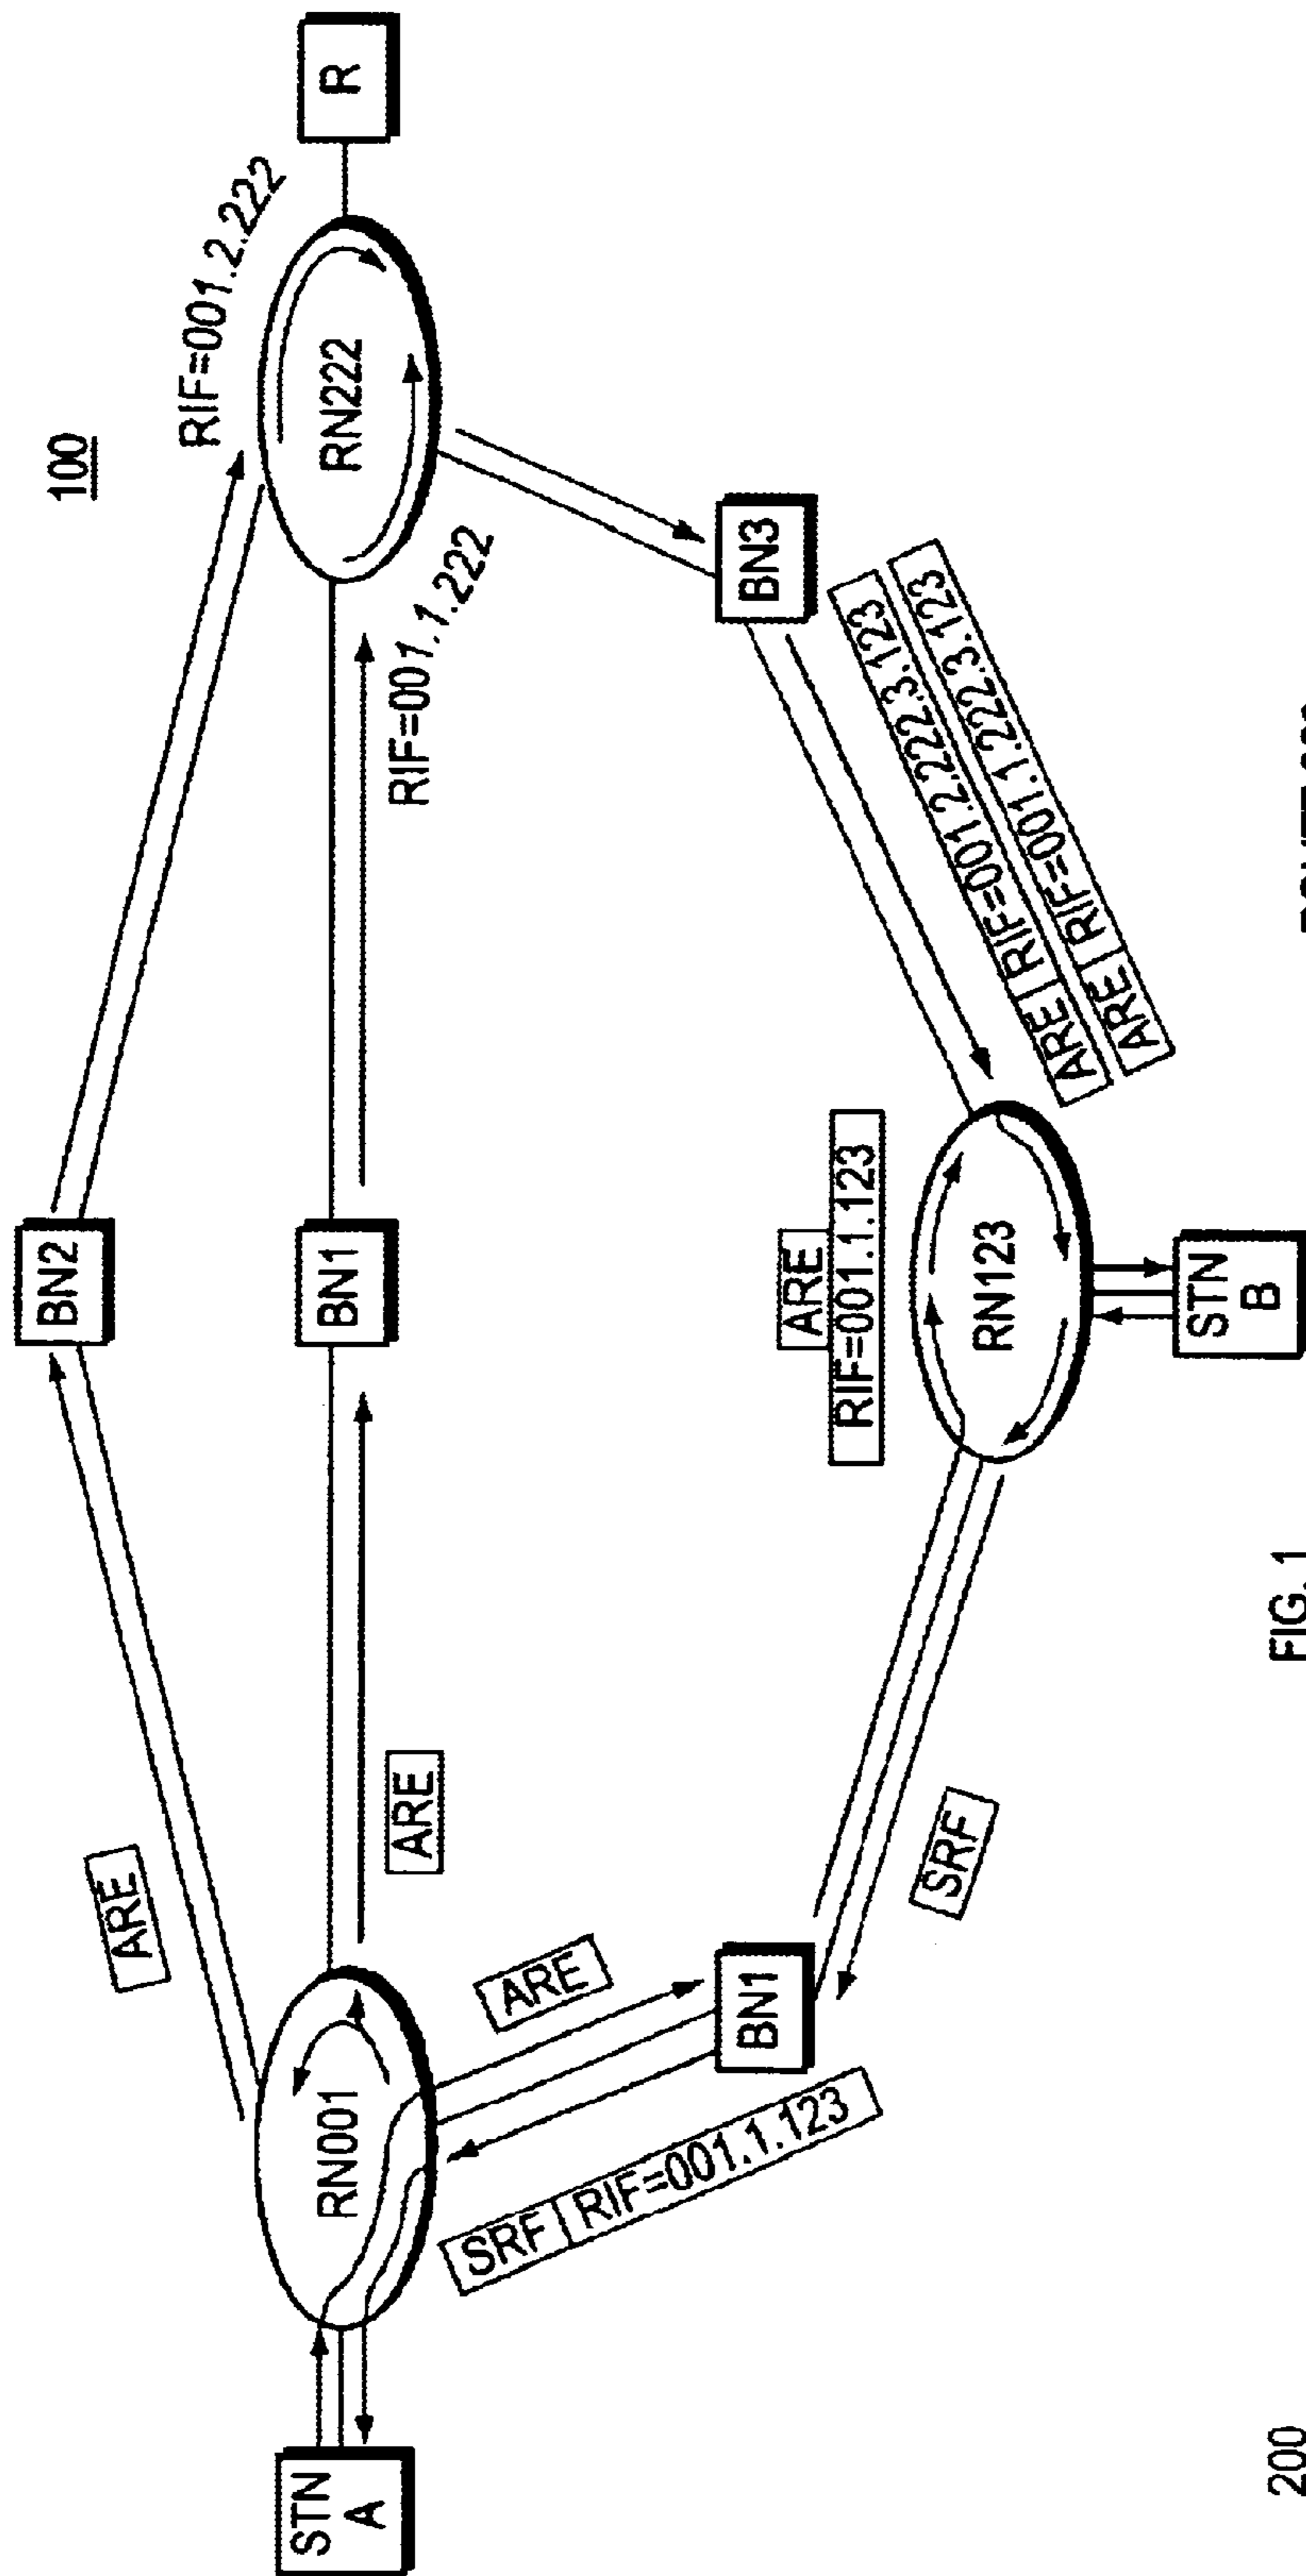 100
BN2
RIF=001.2.222
ARE
RN001
RN222
R
STN
A
BN1
ARE
RIF=001.1.222
ARE
SRF RIF=001.1.123
BN1
ARE
RIF=001.1.123
BN3
SRF
RN123
ARE RIF=001.2.222.3.123
ARE RIF=001.1.222.3.123
STN
B
FIG. 1
200